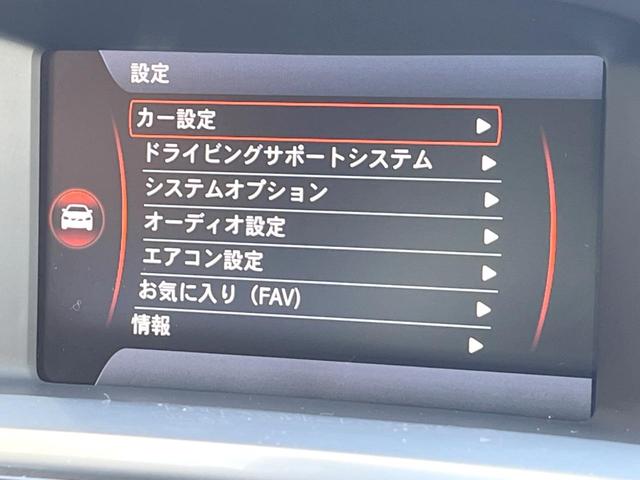 設定
カー設定
ドライビングサポートシステム
システムオプション
オーディオ設定
エアコン設定
お気に入り (FAV)
情報